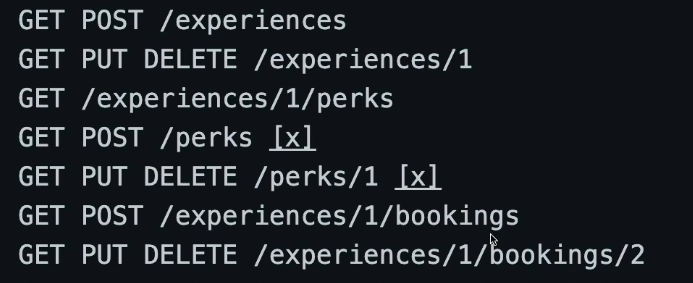 GET POST /experiences
GET PUT DELETE /experiences/1
GET /experiences/1/perks
GET POST /perks [x]
GET PUT DELETE /perks/1 [x]
GET POST /experiences/1/bookings
GET PUT DELETE /experiences/1/bookings/2